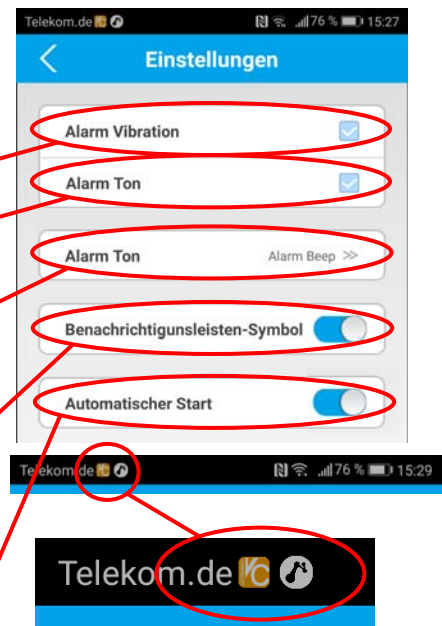 Telekom.de 76 % 15:27
Einstellungen
Alarm Vibration
Alarm Ton
Alarm Ton Alarm Beep >>
Benachrichtigunsleisten-Symbol
Automatischer Start
Telekom.de 76 % 15:29
Telekom.de VC